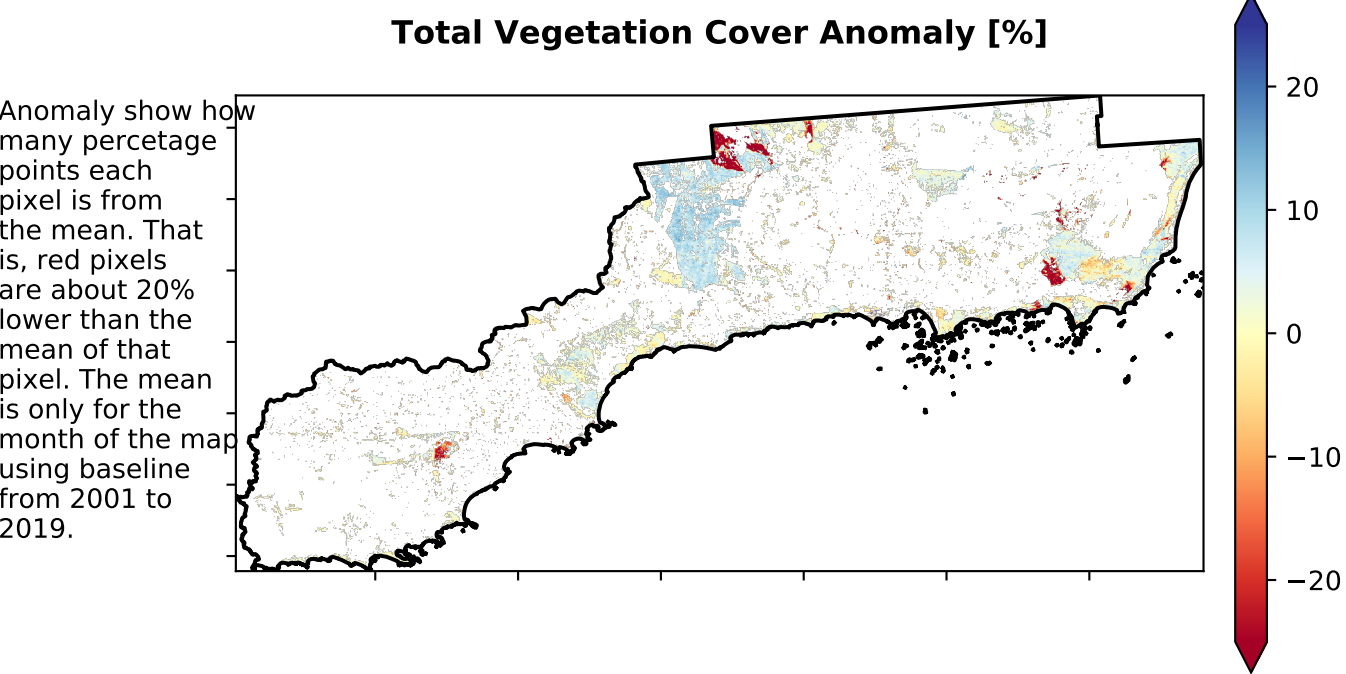 Total Vegetation Cover Anomaly [%]
Anomaly show how
many percetage
points each
pixel is from
the mean. That
is, red pixels
are about 20%
lower than the
mean of that
pixel. The mean
is only for the
month of the map
using baseline
from 2001 to
2019.
20
10
0
−10
−20